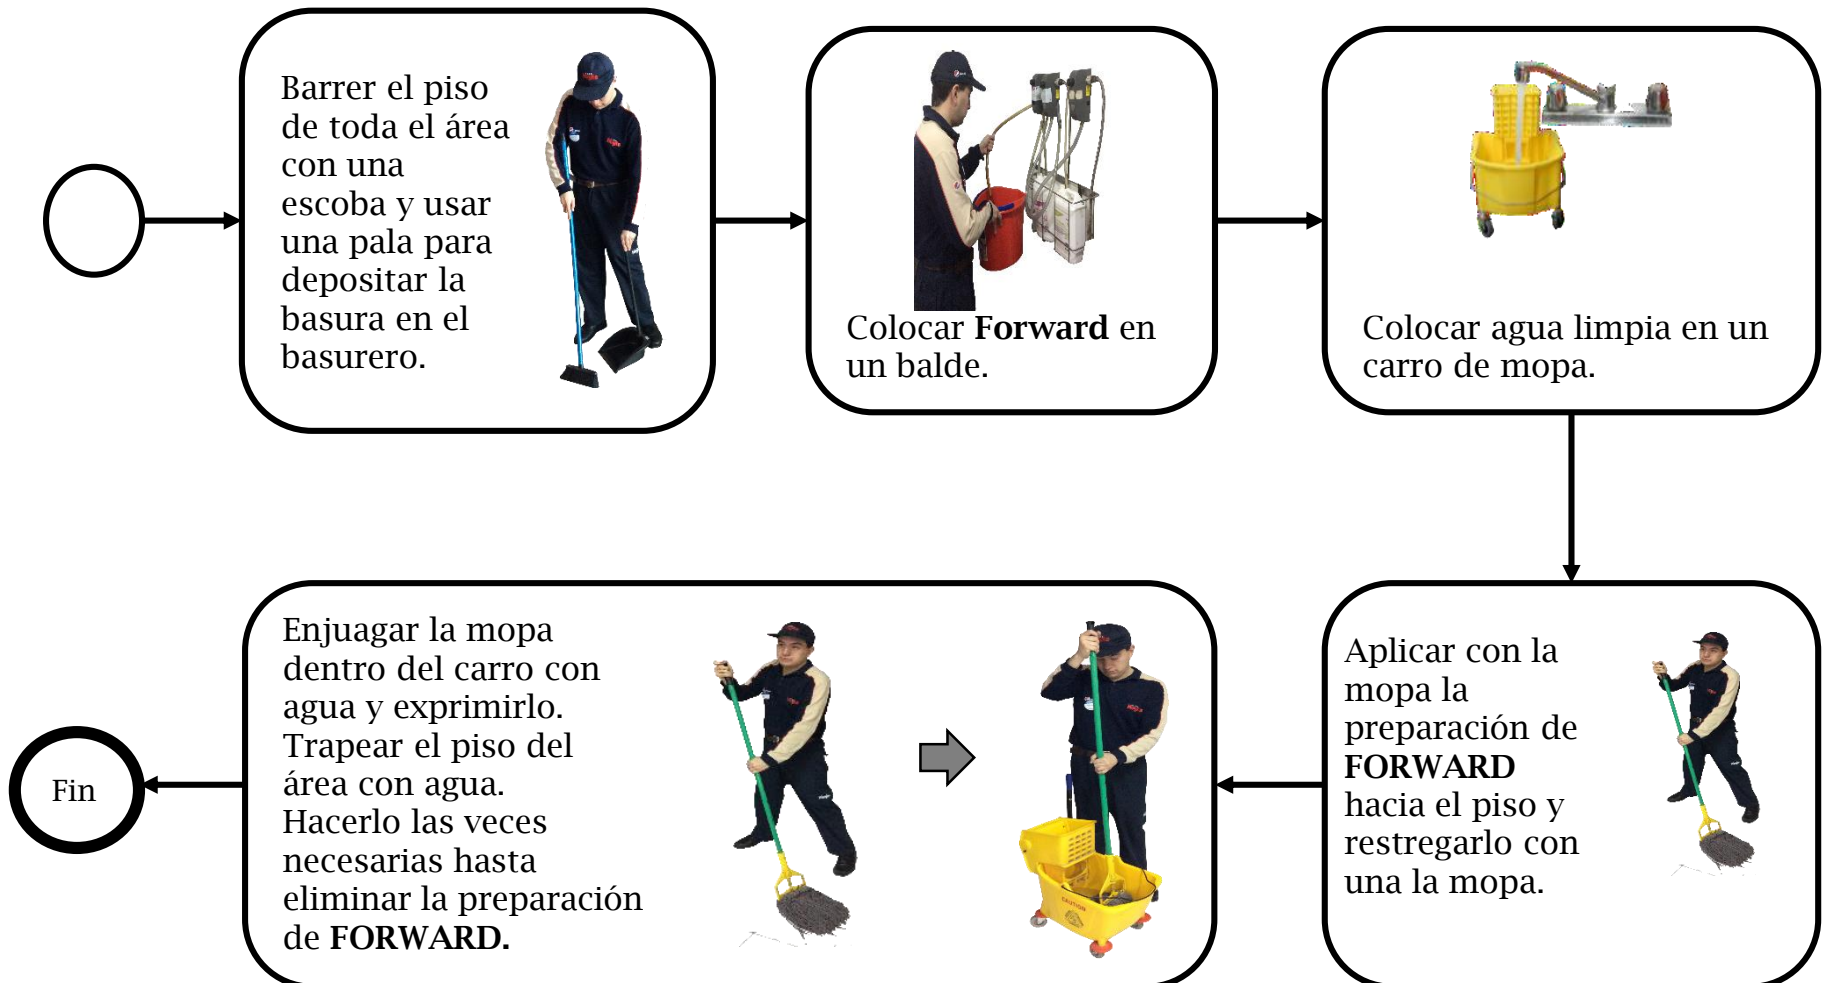 Barrer el piso
de toda el área
con una
escoba y usar
una pala para
depositar la
basura en el
basurero.
Colocar Forward en
un balde.
Colocar agua limpia en un
carro de mopa.
Aplicar con la
mopa la
preparación de
FORWARD
hacia el piso y
restregarlo con
una la mopa.
Enjuagar la mopa
dentro del carro con
agua y exprimirlo.
Trapear el piso del
área con agua.
Hacerlo las veces
necesarias hasta
eliminar la preparación
de FORWARD.
CAUTION
Fin